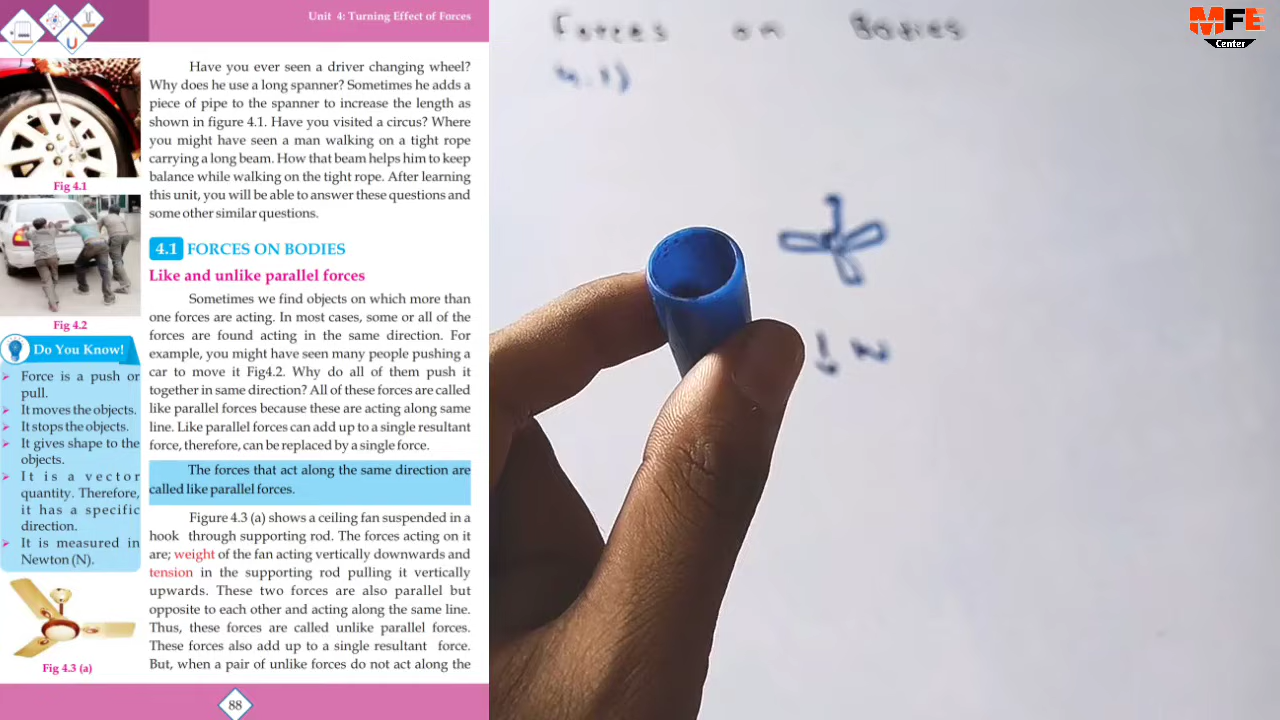 Unit 4: Turning Effect of Forces
Have you ever seen a driver changing wheel?
Why does he use a long spanner? Sometimes he adds a
piece of pipe to the spanner to increase the length as
shown in figure 4.1. Have you visited a circus? Where
you might have seen a man walking on a tight rope
carrying a long beam. How that beam helps him to keep
balance while walking on the tight rope. After learning
this unit, you will be able to answer these questions and
some other similar questions.
Fig 4.1
4.1 FORCES ON BODIES
Like and unlike parallel forces
Sometimes we find objects on which more than
one forces are acting. In most cases, some or all of the
forces are found acting in the same direction. For
example, you might have seen many people pushing a
car to move it Fig4.2. Why do all of them push it
together in same direction? All of these forces are called
like parallel forces because these are acting along same
line. Like parallel forces can add up to a single resultant
force, therefore, can be replaced by a single force.
Fig 4.2
The forces that act along the same direction are
called like parallel forces.
Do You Know!
Force is a push or
pull.
It moves the objects.
It stops the objects.
It gives shape to the
objects.
It is a vector
quantity. Therefore,
it has a specific
direction.
It is measured in
Newton (N).
Figure 4.3 (a) shows a ceiling fan suspended in a
hook through supporting rod. The forces acting on it
are; weight of the fan acting vertically downwards and
tension in the supporting rod pulling it vertically
upwards. These two forces are also parallel but
opposite to each other and acting along the same line.
Thus, these forces are called unlike parallel forces.
These forces also add up to a single resultant force.
But, when a pair of unlike forces do not act along the
Fig 4.3 (a)
88
Forces on Bodies
4.1)
MFE
Center